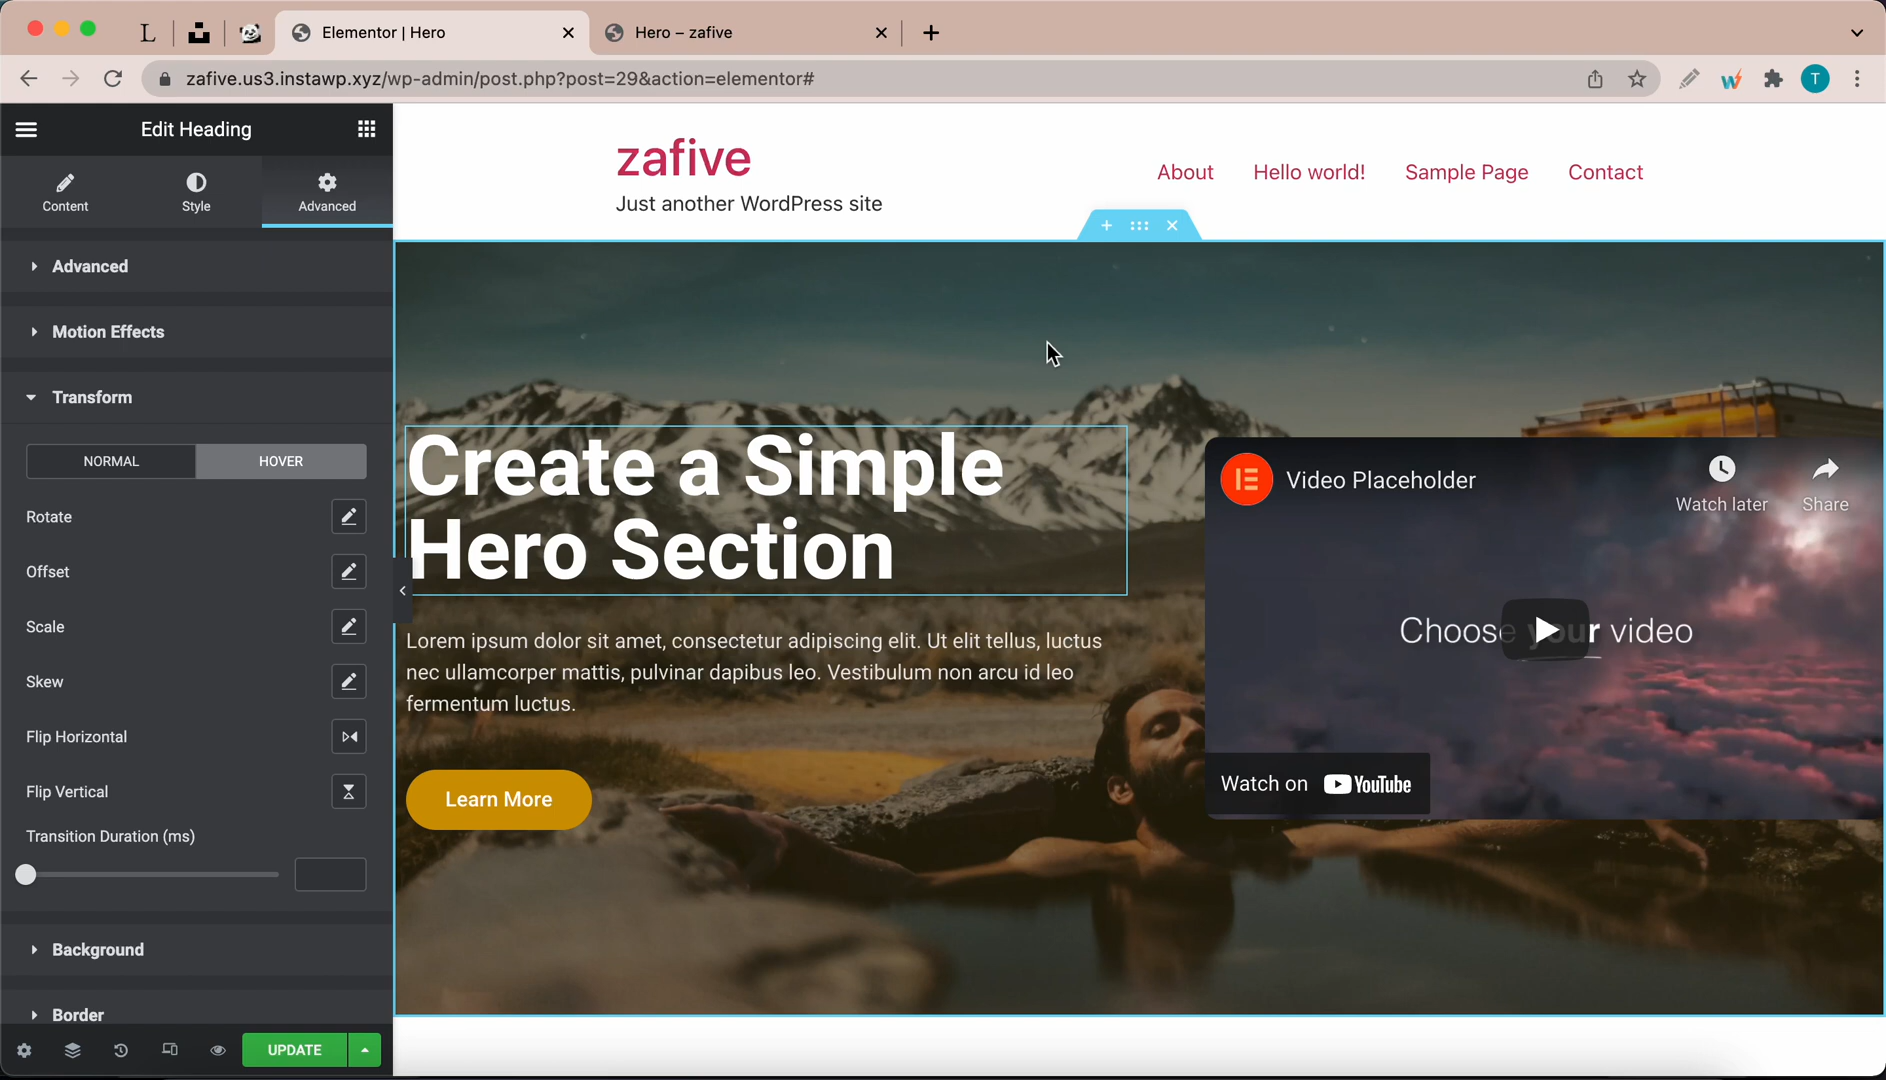 L
Elementor | Hero
Hero – zafive
zafive.us3.instawp.xyz/wp-admin/post.php?post=29&action=elementor#
T
Edit Heading
Content
Style
Advanced
Advanced
Motion Effects
Transform
NORMAL
HOVER
Rotate
Offset
Scale
Skew
Flip Horizontal
Flip Vertical
Transition Duration (ms)
Background
Border
UPDATE
zafive
Just another WordPress site
About
Hello world!
Sample Page
Contact
Create a Simple
Hero Section
Lorem ipsum dolor sit amet, consectetur adipiscing elit. Ut elit tellus, luctus
nec ullamcorper mattis, pulvinar dapibus leo. Vestibulum non arcu id leo
fermentum luctus.
Learn More
Video Placeholder
Watch later
Share
Choose your video
Watch on YouTube